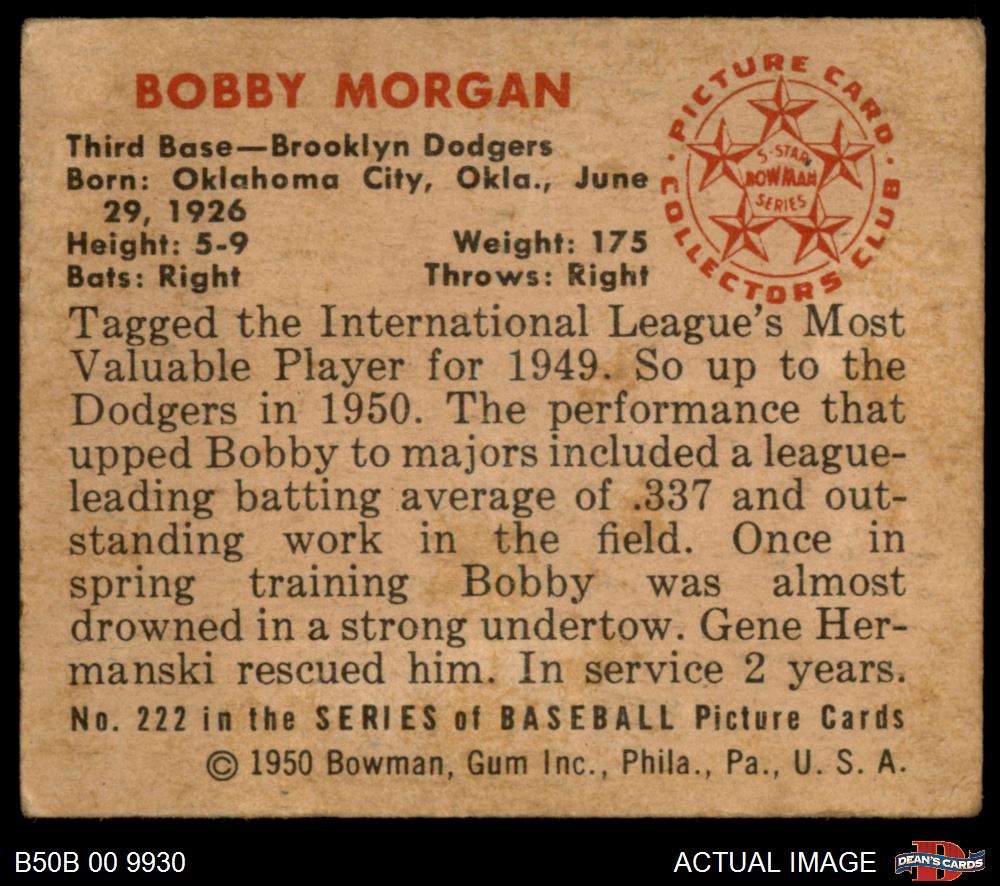 BOBBY MORGAN
Third Base—Brooklyn Dodgers
Born: Oklahoma City, Okla., June
29, 1926
Height: 5-9 Weight: 175
Bats: Right Throws: Right
PICTURE CARD
COLLECTORS CLUB
5-STAR
BOWMAN
SERIES
Tagged the International League's Most
Valuable Player for 1949. So up to the
Dodgers in 1950. The performance that
upped Bobby to majors included a league-
leading batting average of .337 and out-
standing work in the field. Once in
spring training Bobby was almost
drowned in a strong undertow. Gene Her-
manski rescued him. In service 2 years.
No. 222 in the SERIES of BASEBALL Picture Cards
© 1950 Bowman, Gum Inc., Phila., Pa., U. S. A.
B50B 00 9930
ACTUAL IMAGE
D
DEAN'S CARDS